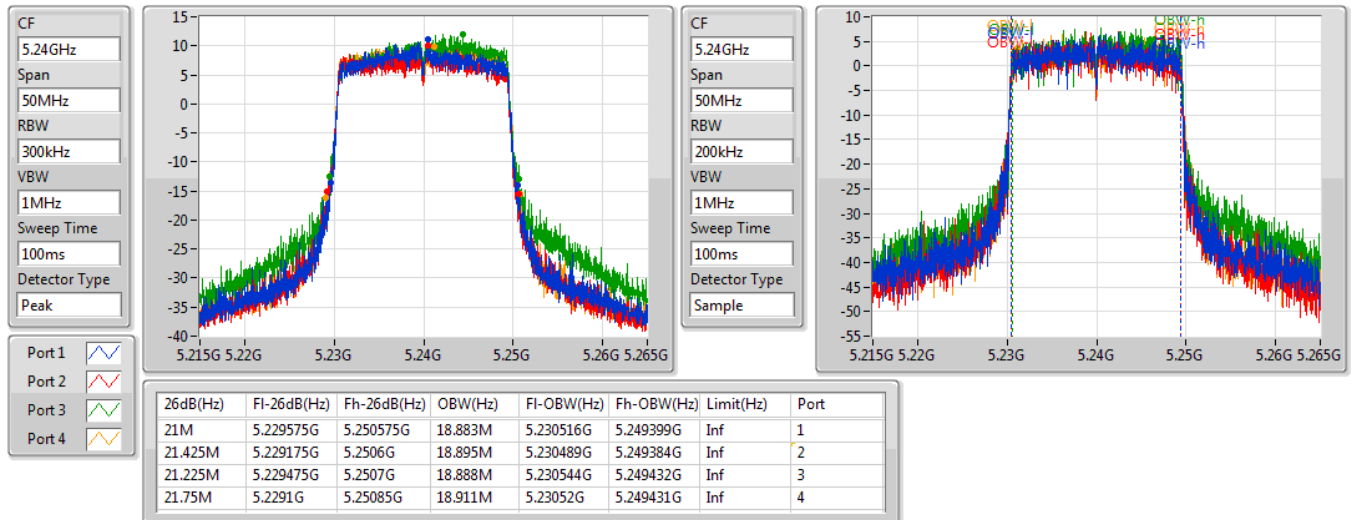 CF
5.24GHz
Span
50MHz
RBW
300kHz
VBW
1MHz
Sweep Time
100ms
Detector Type
Peak
15
10
5
0
-5
-10
-15
-20
-25
-30
-35
-40
5.215G 5.22G 5.23G 5.24G 5.25G 5.26G 5.265G
CF
5.24GHz
Span
50MHz
RBW
200kHz
VBW
1MHz
Sweep Time
100ms
Detector Type
Sample
10
5
0
-5
-10
-15
-20
-25
-30
-35
-40
-45
-50
-55
OBW-h
OBW-h
5.215G 5.22G 5.23G 5.24G 5.25G 5.26G 5.265G
Port 1
Port 2
Port 3
Port 4
26dB(Hz) Fl-26dB(Hz) Fh-26dB(Hz) OBW(Hz) Fl-OBW(Hz) Fh-OBW(Hz) Limit(Hz) Port
21M 5.229575G 5.250575G 18.883M 5.230516G 5.249399G Inf 1
21.425M 5.229175G 5.2506G 18.895M 5.230489G 5.249384G Inf 2
21.225M 5.229475G 5.2507G 18.888M 5.230544G 5.249432G Inf 3
21.75M 5.2291G 5.25085G 18.911M 5.23052G 5.249431G Inf 4